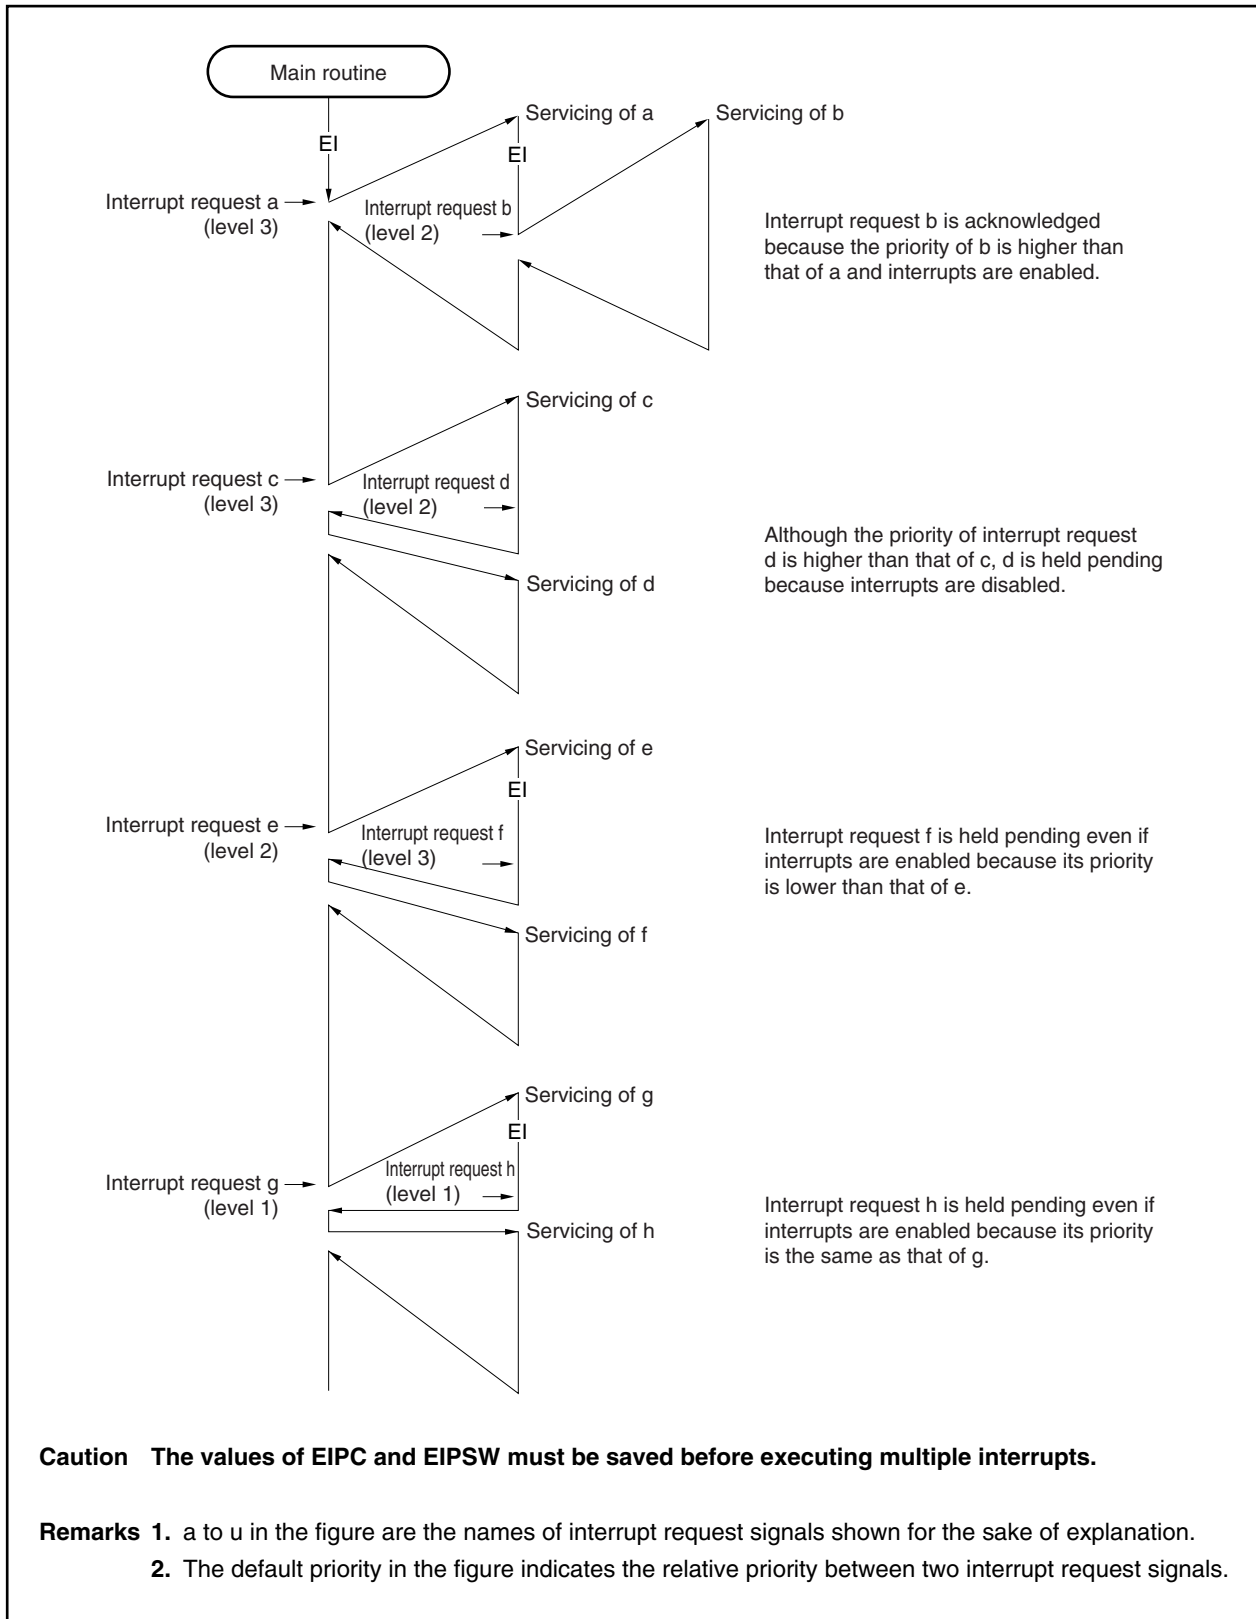 Main routine
EI
Servicing of a
EI
Servicing of b
Interrupt request a
(level 3)
Interrupt request b
(level 2)
Interrupt request b is acknowledged
because the priority of b is higher than
that of a and interrupts are enabled.
Servicing of c
Interrupt request c
(level 3)
Interrupt request d
(level 2)
Although the priority of interrupt request
d is higher than that of c, d is held pending
because interrupts are disabled.
Servicing of d
Servicing of e
EI
Interrupt request e
(level 2)
Interrupt request f
(level 3)
Interrupt request f is held pending even if
interrupts are enabled because its priority
is lower than that of e.
Servicing of f
Servicing of g
EI
Interrupt request g
(level 1)
Interrupt request h
(level 1)
Interrupt request h is held pending even if
interrupts are enabled because its priority
is the same as that of g.
Servicing of h
Caution The values of EIPC and EIPSW must be saved before executing multiple interrupts.
Remarks 1. a to u in the figure are the names of interrupt request signals shown for the sake of explanation.
2. The default priority in the figure indicates the relative priority between two interrupt request signals.